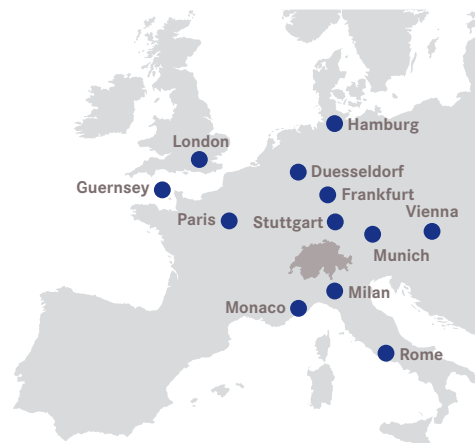 Hamburg
London
Duesseldorf
Guernsey
Frankfurt
Vienna
Paris
Stuttgart
Munich
Milan
Monaco
Rome